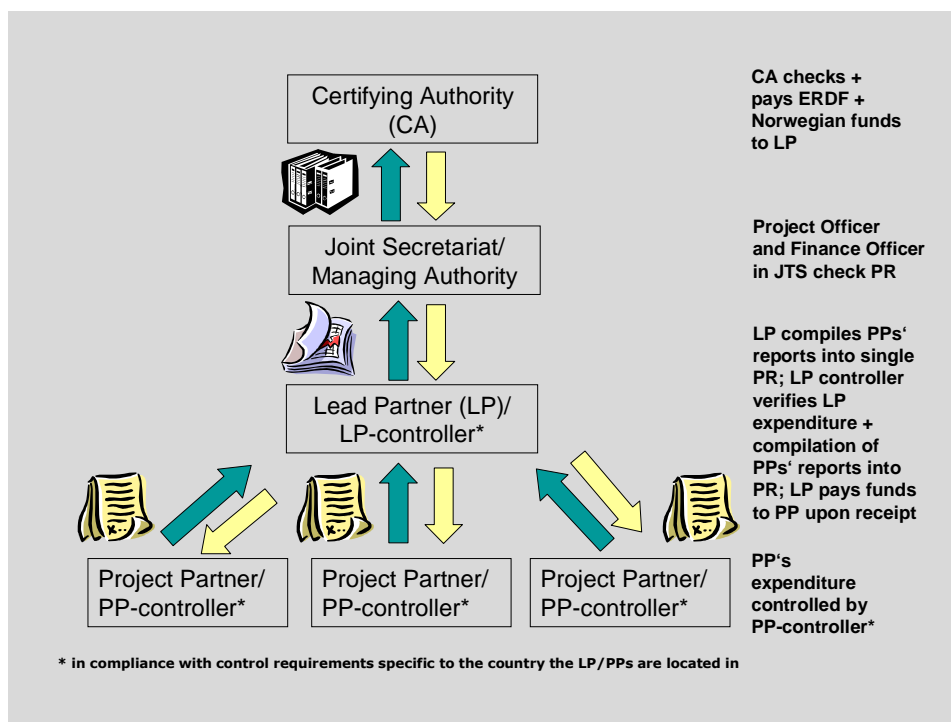 Certifying Authority
(CA)
CA checks +
pays ERDF +
Norwegian funds
to LP
Joint Secretariat/
Managing Authority
Project Officer
and Finance Officer
in JTS check PR
Lead Partner (LP)/
LP-controller*
LP compiles PPs‘
reports into single
PR; LP controller
verifies LP
expenditure +
compilation of
PPs‘ reports into
PR; LP pays funds
to PP upon receipt
Project Partner/
PP-controller*
Project Partner/
PP-controller*
Project Partner/
PP-controller*
PP‘s
expenditure
controlled by
PP-controller*
* in compliance with control requirements specific to the country the LP/PPs are located in